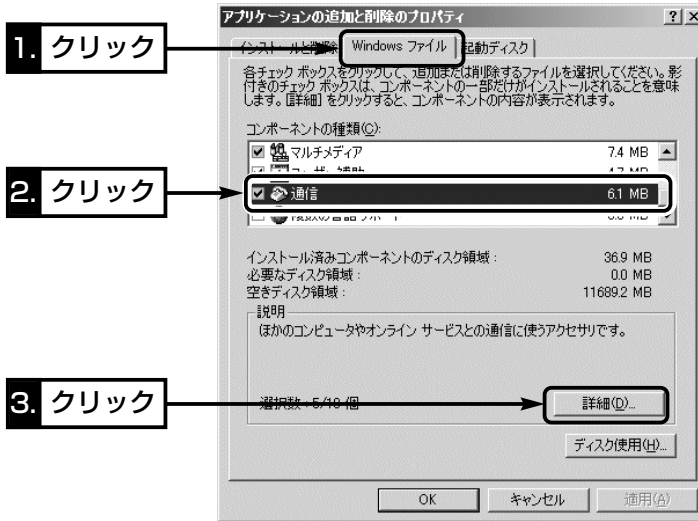 アプリケーションの追加と削除のプロパティ
1. クリック
Windows ファイル
起動ディスク
各チェック ボックスをクリックして、追加または削除するファイルを選択してください。影
付きのチェック ボックスは、コンポーネントの一部だけがインストールされることを意味
します。[詳細] をクリックすると、コンポーネントの内容が表示されます。
コンポーネントの種類(C):
マルチメディア 7.4 MB
2. クリック
通信 6.1 MB
インストール済みコンポーネントのディスク領域 : 36.9 MB
必要なディスク領域 : 0.0 MB
空きディスク領域 : 11689.2 MB
説明
ほかのコンピュータやオンライン サービスとの通信に使うアクセサリです。
3. クリック
選択数 : 5/10 個
詳細(D)...
ディスク使用(H)...
OK キャンセル 適用(A)